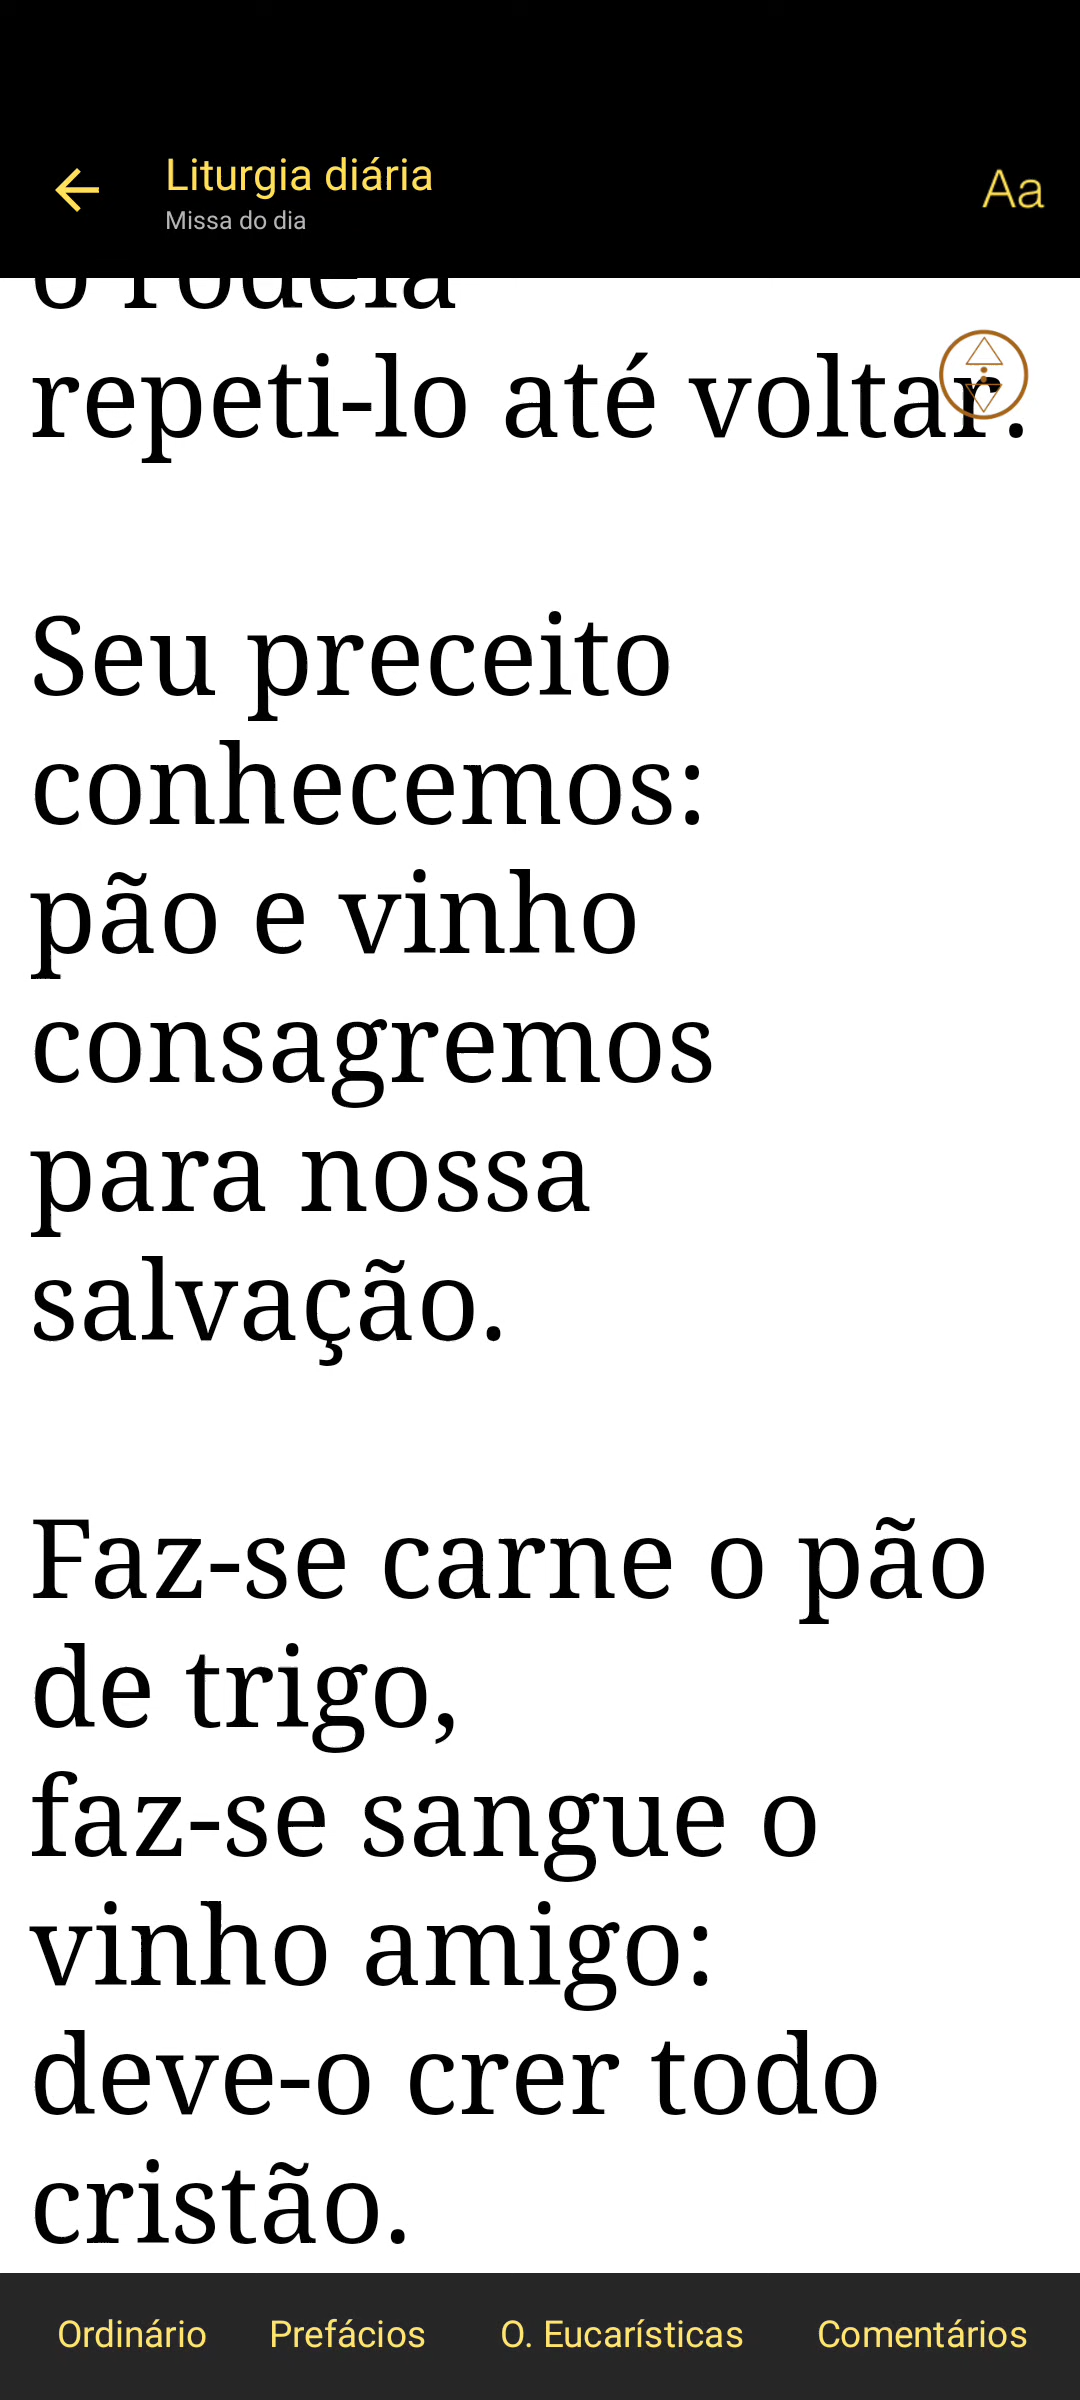 Liturgia diária
Missa do dia
Aa
o rodeia
repeti-lo até voltar.
Seu preceito
conhecemos:
pão e vinho
consagremos
para nossa
salvação.
Faz-se carne o pão
de trigo,
faz-se sangue o
vinho amigo:
deve-o crer todo
cristão.
Ordinário Prefácios O. Eucarísticas Comentários